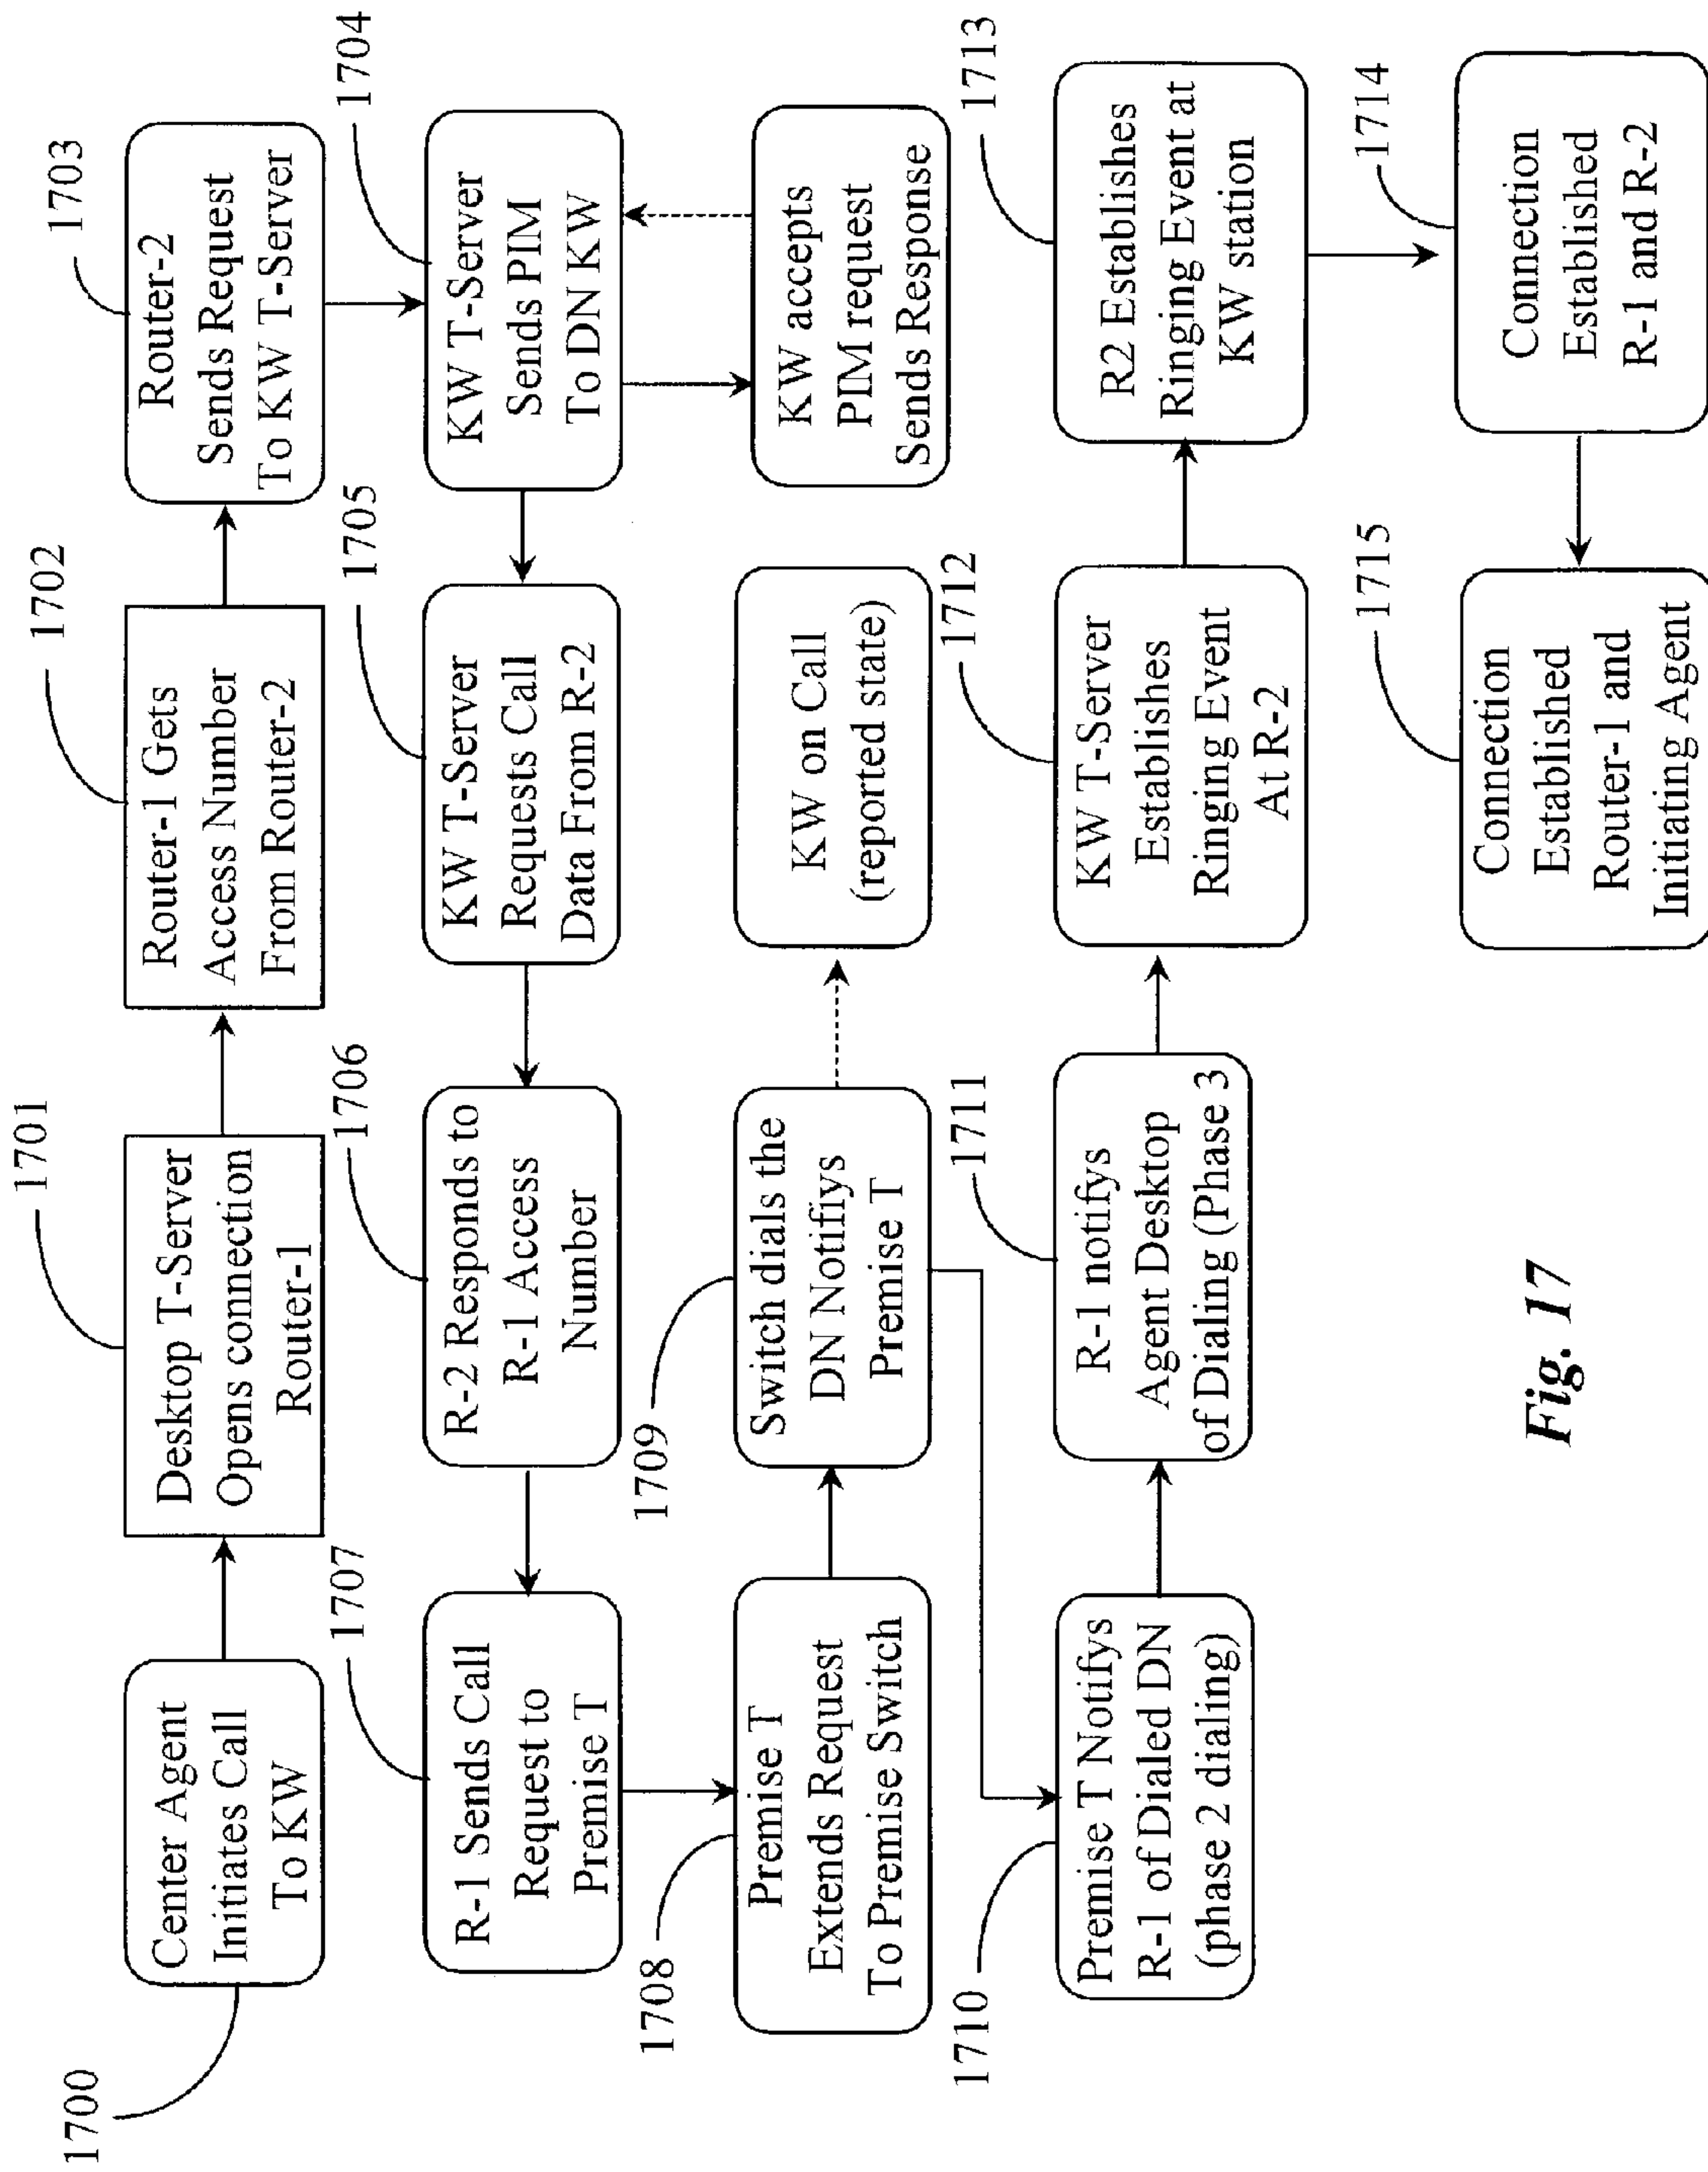 1700
Center Agent
Initiates Call
To KW
1701
Desktop T-Server
Opens connection
Router-1
1702
Router-1 Gets
Access Number
From Router-2
1703
Router-2
Sends Request
To KW T-Server
1704
KW T-Server
Sends PIM
To DN KW
KW accepts
PIM request
Sends Response
1705
KW T-Server
Requests Call
Data From R-2
1706
R-2 Responds to
R-1 Access
Number
1707
R-1 Sends Call
Request to
Premise T
1708
Premise T
Extends Request
To Premise Switch
1709
Switch dials the
DN Notifiys
Premise T
KW on Call
(reported state)
1710
Premise T Notifys
R-1 of Dialed DN
(phase 2 dialing)
1711
R-1 notifys
Agent Desktop
of Dialing (Phase 3
1712
KW T-Server
Establishes
Ringing Event
At R-2
1713
R2 Establishes
Ringing Event at
KW station
1714
Connection
Established
R-1 and R-2
1715
Connection
Established
Router-1 and
Initiating Agent
Fig. 17